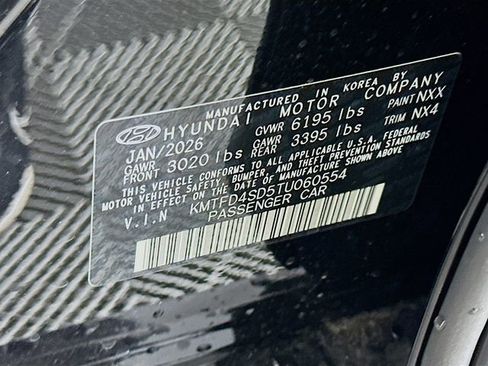 MANUFACTURED IN KOREA BY
HYUNDAI MOTOR COMPANY
JAN/2026 GVWR 6195 lbs PAINT NXX
GAWR FRONT 3020 lbs GAWR REAR 3395 lbs TRIM NX4
THIS VEHICLE CONFORMS TO ALL APPLICABLE U.S.A. FEDERAL
MOTOR VEHICLE SAFETY, BUMPER, AND THEFT PREVENTION STANDARDS
IN EFFECT ON THE DATE OF MANUFACTURE SHOWN ABOVE.
V.I.N KMTFD4SD5TU060554
PASSENGER CAR